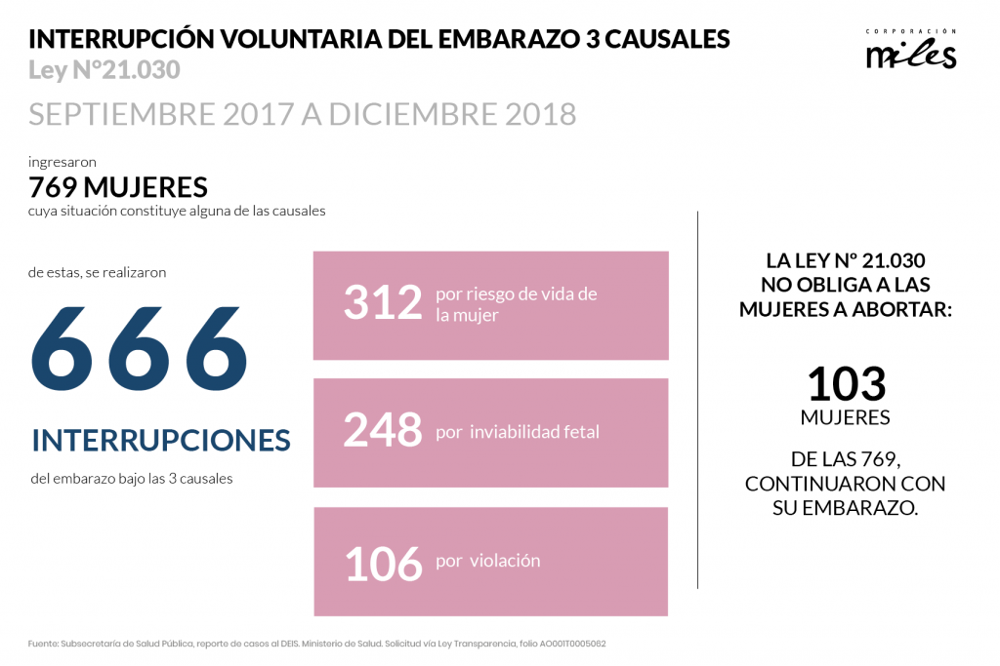 INTERRUPCIÓN VOLUNTARIA DEL EMBARAZO 3 CAUSALES
Ley N°21.030
SEPTIEMBRE 2017 A DICIEMBRE 2018
CORPORACIÓN
miles
ingresaron
769 MUJERES
cuya situación constituye alguna de las causales
de estas, se realizaron
666
INTERRUPCIONES
del embarazo bajo las 3 causales
312 por riesgo de vida de
la mujer
248 por inviabilidad fetal
106 por violación
LA LEY Nº 21.030
NO OBLIGA A LAS
MUJERES A ABORTAR:
103
MUJERES
DE LAS 769,
CONTINUARON CON
SU EMBARAZO.
Fuente: Subsecretaría de Salud Pública, reporte de casos al DEIS. Ministerio de Salud. Solicitud vía Ley Transparencia, folio AO001T0005062